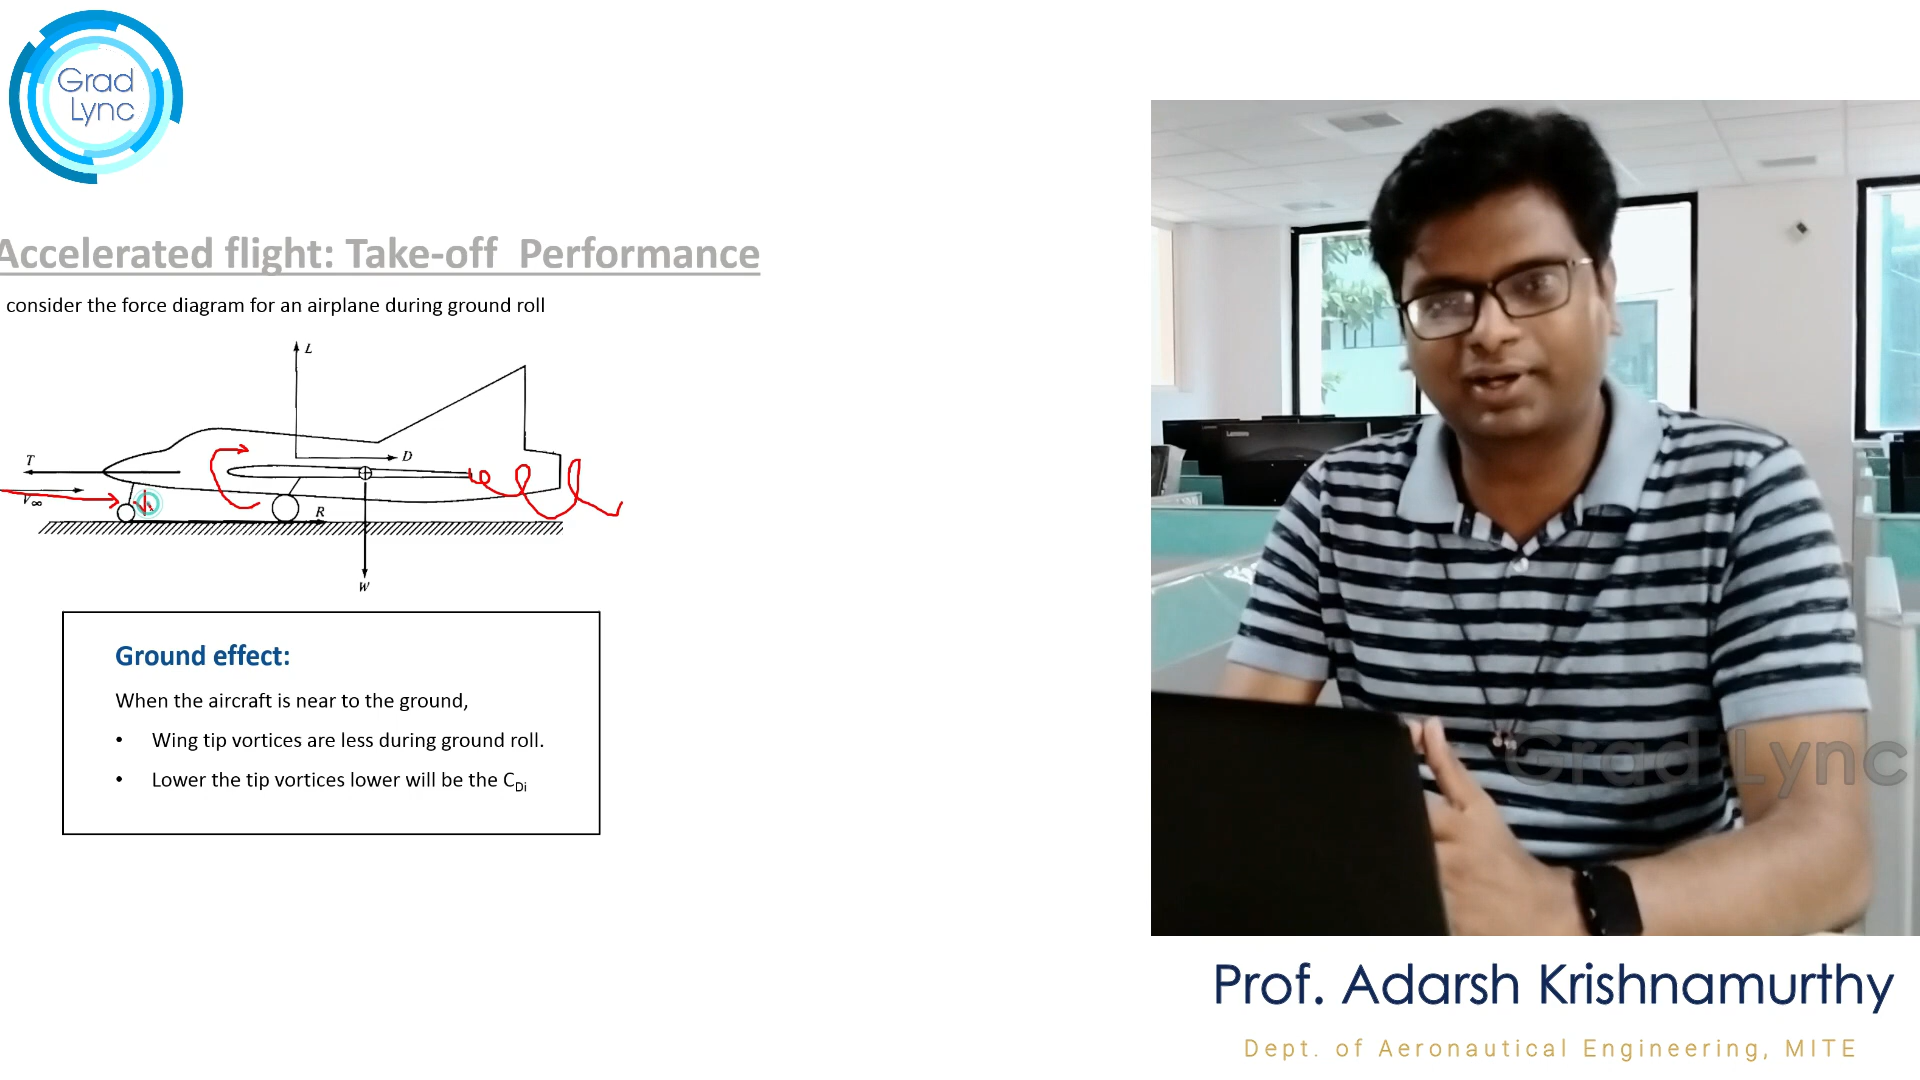 Grad
Lync
Accelerated flight: Take-off Performance
consider the force diagram for an airplane during ground roll
L
T
D
V∞
R
W
Ground effect:
When the aircraft is near to the ground,
• Wing tip vortices are less during ground roll.
• Lower the tip vortices lower will be the CDi
Grad Lync
Prof. Adarsh Krishnamurthy
Dept. of Aeronautical Engineering, MITE